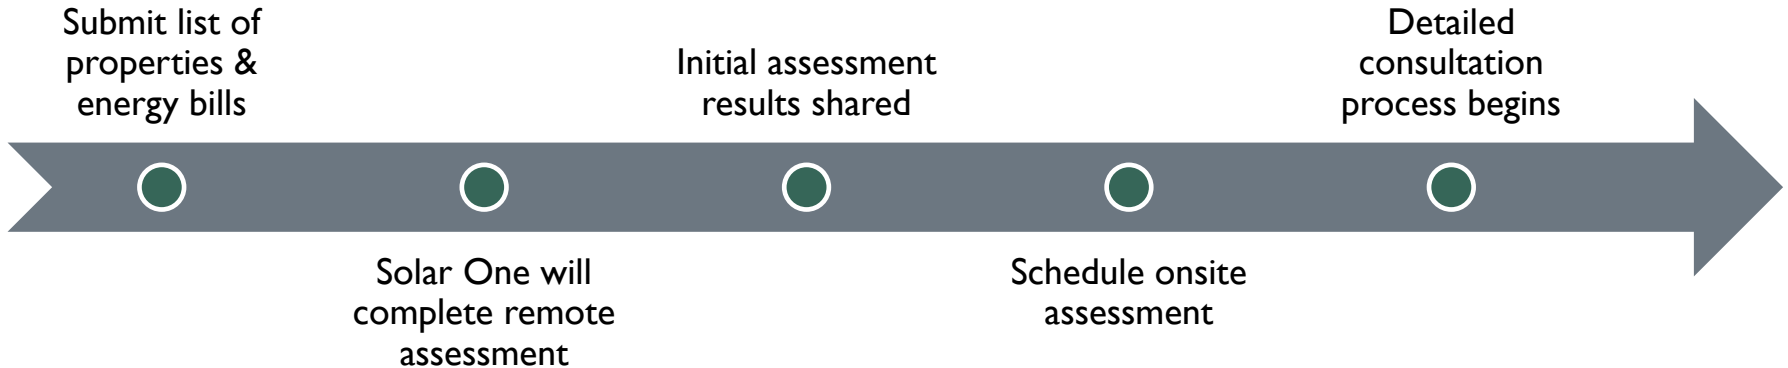 Submit list of
properties &
energy bills
Solar One will
complete remote
assessment
Initial assessment
results shared
Schedule onsite
assessment
Detailed
consultation
process begins